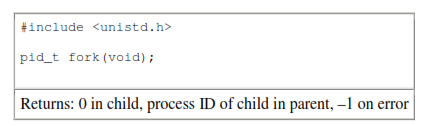 #include <unistd.h>
pid_t fork(void);
Returns: 0 in child, process ID of child in parent, –1 on error